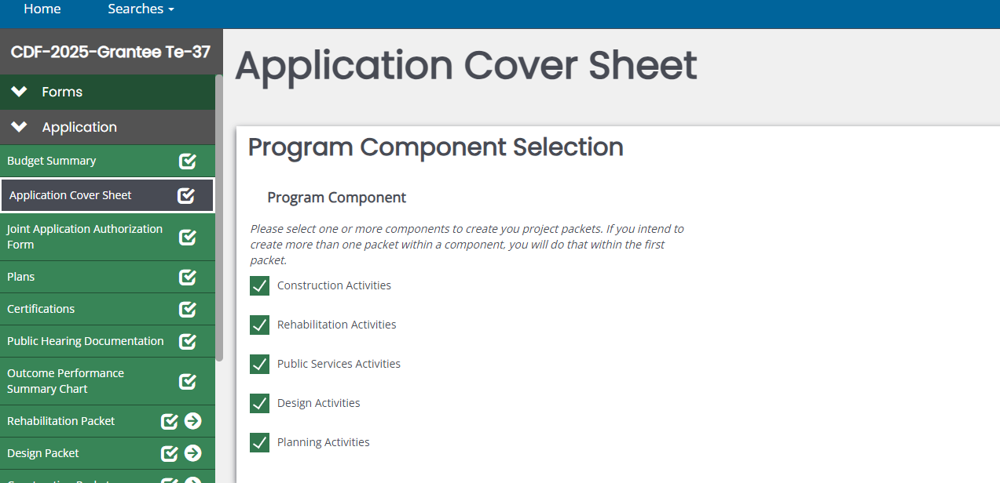 Home
Searches
CDF-2025-Grantee Te-37
Forms
Application
Budget Summary
Application Cover Sheet
Joint Application Authorization
Form
Plans
Certifications
Public Hearing Documentation
Outcome Performance
Summary Chart
Rehabilitation Packet
Design Packet
Application Cover Sheet
Program Component Selection
Program Component
Please select one or more components to create you project packets. If you intend to
create more than one packet within a component, you will do that within the first
packet.
Construction Activities
Rehabilitation Activities
Public Services Activities
Design Activities
Planning Activities